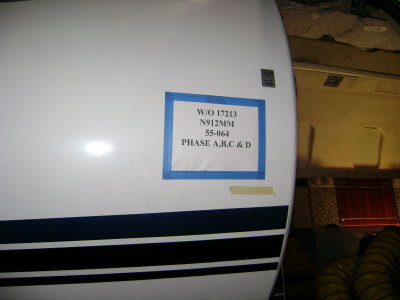 W/O 17213
N912MM
55-064
PHASE A,B,C & D